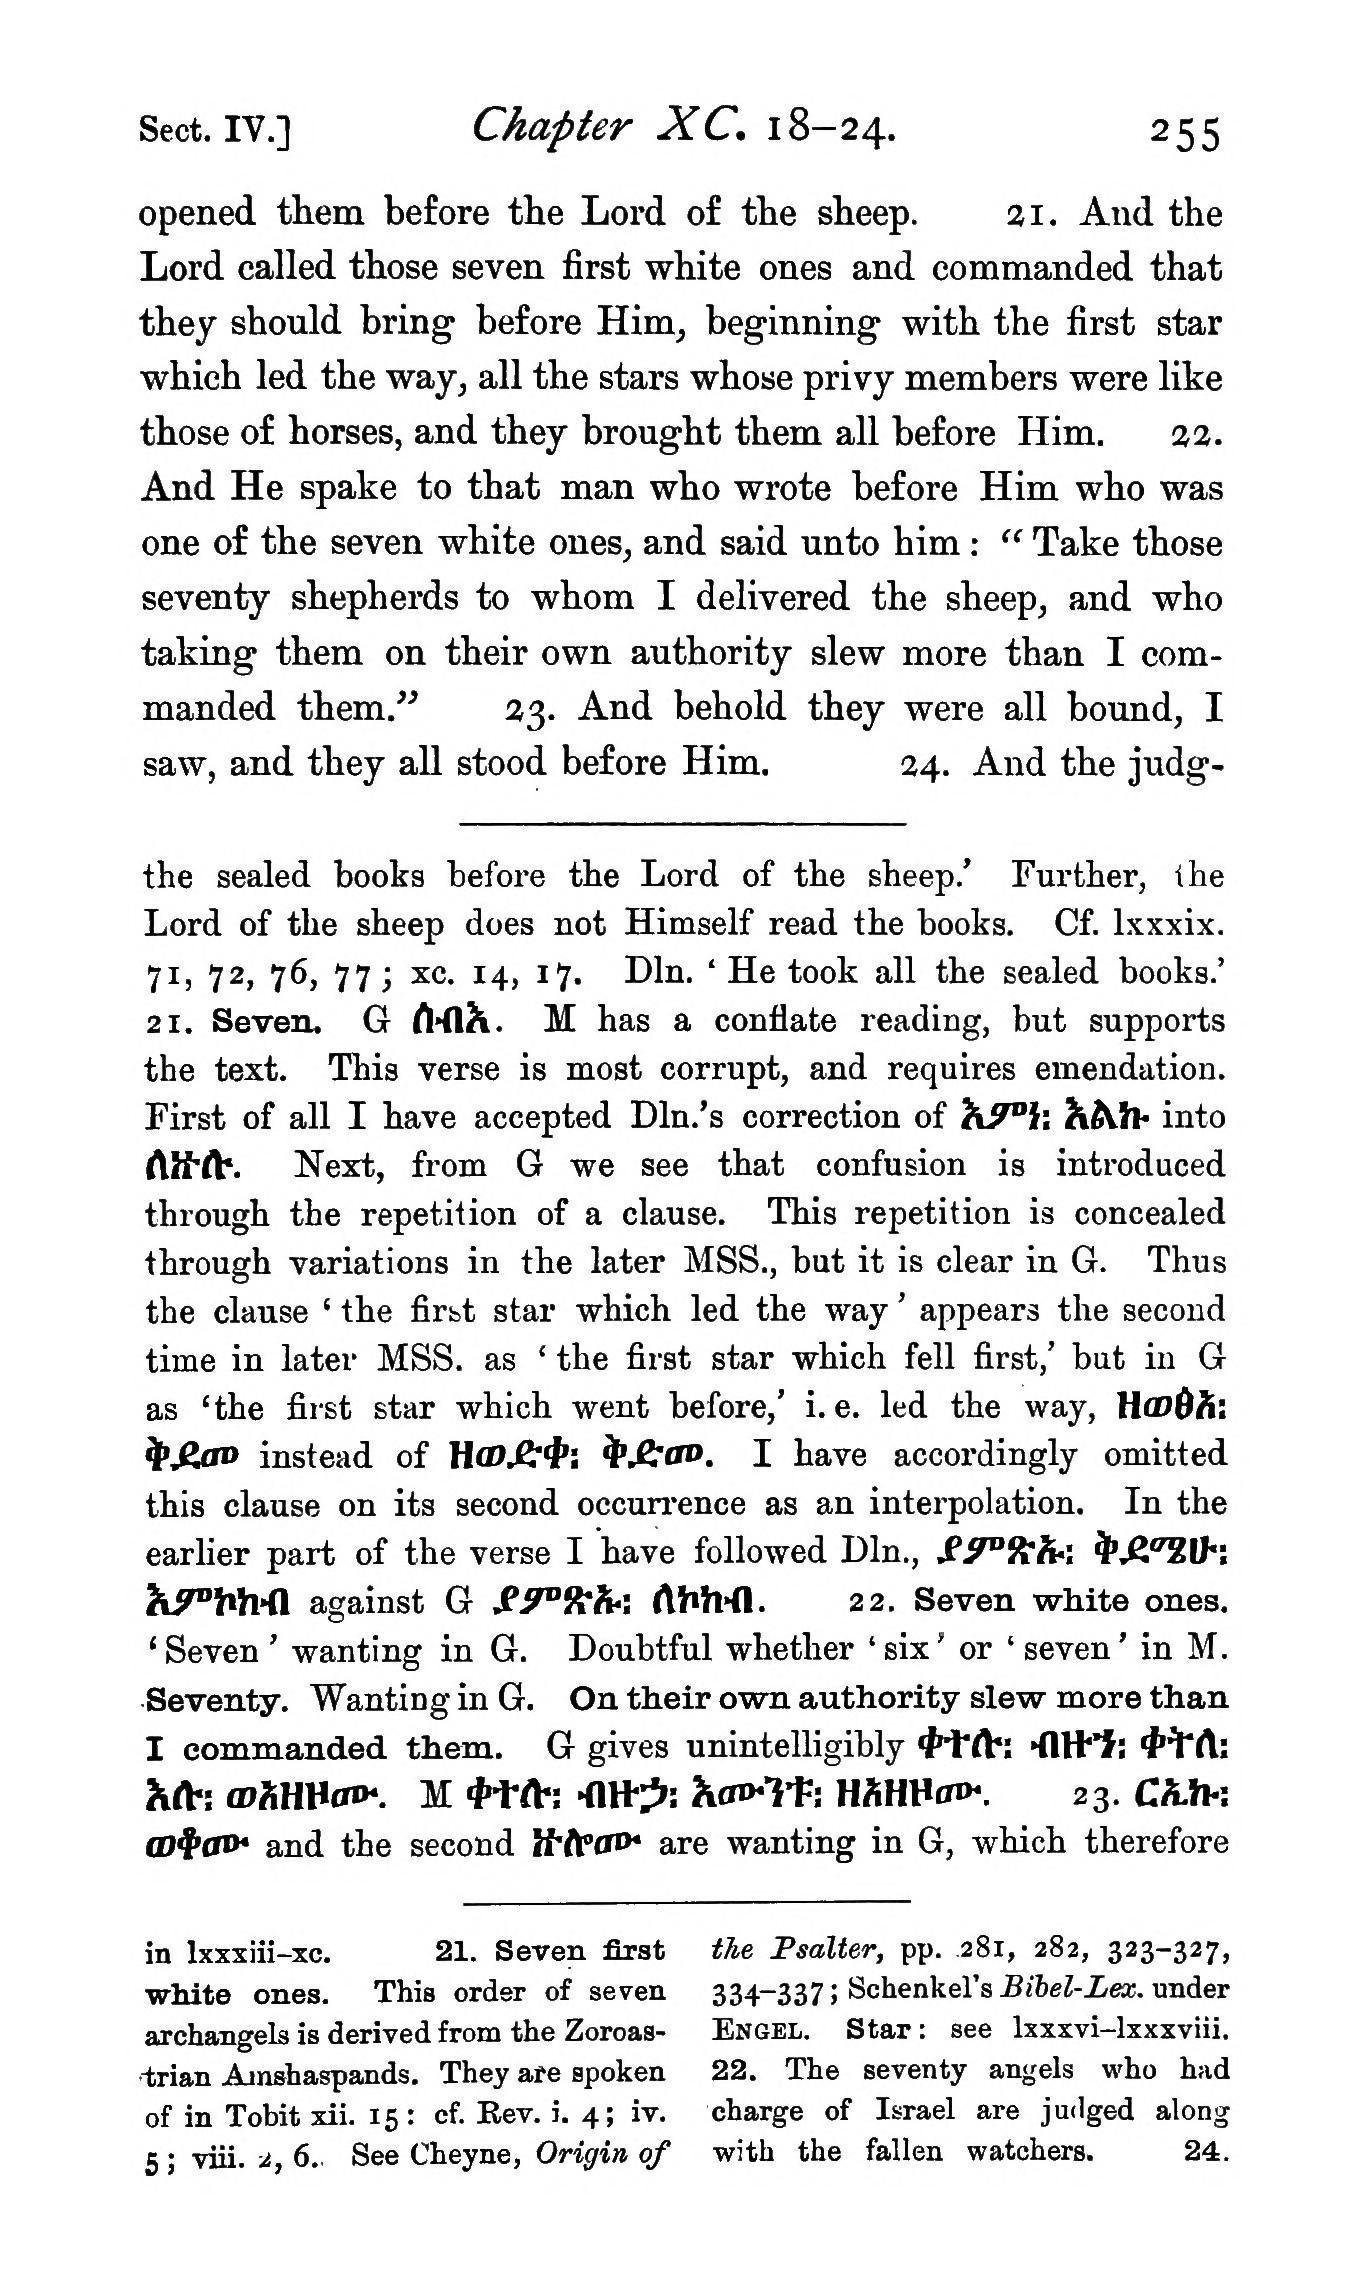 Sect. IV.] Chapter XC. 18–24. 255
opened them before the Lord of the sheep. 21. And the
Lord called those seven first white ones and commanded that
they should bring before Him, beginning with the first star
which led the way, all the stars whose privy members were like
those of horses, and they brought them all before Him. 22.
And He spake to that man who wrote before Him who was
one of the seven white ones, and said unto him : “ Take those
seventy shepherds to whom I delivered the sheep, and who
taking them on their own authority slew more than I com-
manded them.” 23. And behold they were all bound, I
saw, and they all stood before Him. 24. And the judg-
the sealed books before the Lord of the sheep.’ Further, the
Lord of the sheep does not Himself read the books. Cf. lxxxix.
71, 72, 76, 77 ; xc. 14, 17. Dln. ‘ He took all the sealed books.’
21. Seven. G ሰብአ. M has a conflate reading, but supports
the text. This verse is most corrupt, and requires emendation.
First of all I have accepted Dln.’s correction of እምነ፡ እልኩ into
ለኵሉ. Next, from G we see that confusion is introduced
through the repetition of a clause. This repetition is concealed
through variations in the later MSS., but it is clear in G. Thus
the clause ‘ the first star which led the way ’ appears the second
time in later MSS. as ‘ the first star which fell first,’ but in G
as ‘the first star which went before,’ i. e. led the way, ዘወፅአ፡
ቅደመ instead of ዘወድቀ፡ ቅድመ. I have accordingly omitted
this clause on its second occurrence as an interpolation. In the
earlier part of the verse I have followed Dln., ያምጽኡ፡ ቅደሜሁ፡
እምኮከብ against G ያምጽኡ፡ ለኮከብ. 22. Seven white ones.
‘ Seven ’ wanting in G. Doubtful whether ‘ six ’ or ‘ seven ’ in M.
Seventy. Wanting in G. On their own authority slew more than
I commanded them. G gives unintelligibly ቀተሉ፡ ብዙኅ፡ ቀትለ፡
እሉ፡ ወአዘዞሙ. M ቀተሉ፡ ብዙኃ፡ እሙንቱ፡ ዘአዘዞሙ. 23. ርኢኩ፡
ወቆሙ and the second ኵሎሙ are wanting in G, which therefore
in lxxxiii–xc. 21. Seven first
white ones. This order of seven
archangels is derived from the Zoroas-
trian Amshaspands. They are spoken
of in Tobit xii. 15 : cf. Rev. i. 4 ; iv.
5 ; viii. 2, 6. See Cheyne, Origin of
the Psalter, pp. 281, 282, 323–327,
334–337 ; Schenkel’s Bibel-Lex. under
ENGEL. Star : see lxxxvi–lxxxviii.
22. The seventy angels who had
charge of Israel are judged along
with the fallen watchers. 24.